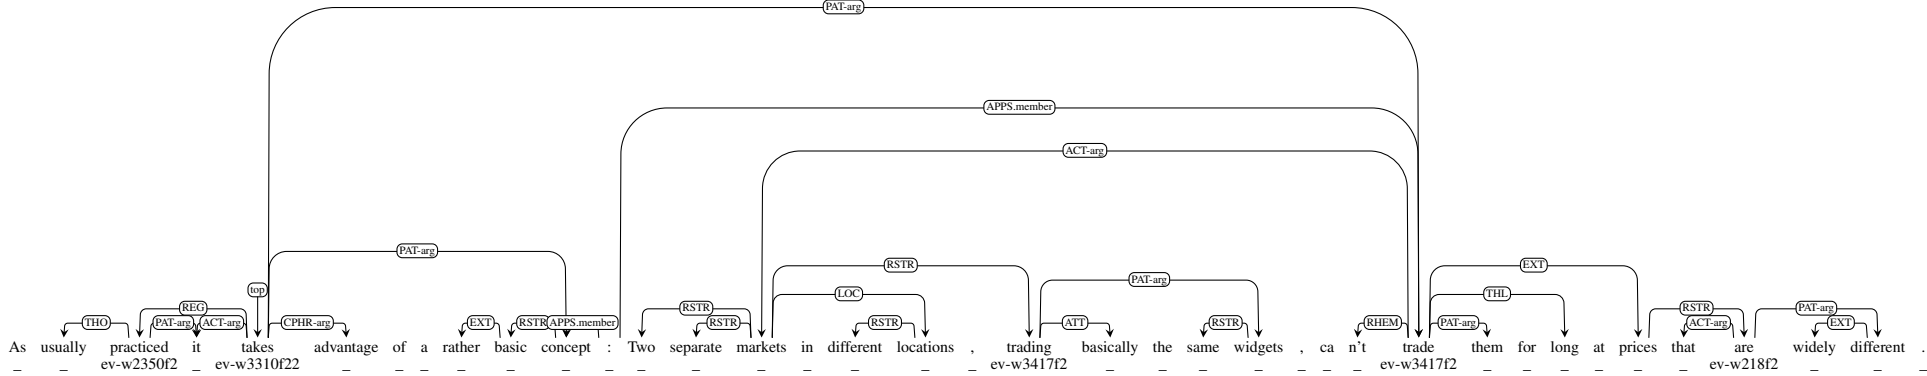 PAT-arg
APPS.member
ACT-arg
PAT-arg
RSTR EXT
PAT-arg
top LOC THL
REG RSTR RSTR PAT-arg
THO PAT-arg ACT-arg CPHR-arg EXT RSTR APPS.member RSTR RSTR ATT RSTR RHEM PAT-arg ACT-arg EXT
As usually practiced it takes advantage of a rather basic concept : Two separate markets in different locations , trading basically the same widgets , ca n't trade them for long at prices that are widely different .
_ _ ev-w2350f2 _ ev-w3310f22 _ _ _ _ _ _ _ _ _ _ _ _ _ _ ev-w3417f2 _ _ _ _ _ _ _ ev-w3417f2 _ _ _ _ _ _ ev-w218f2 _ _ _